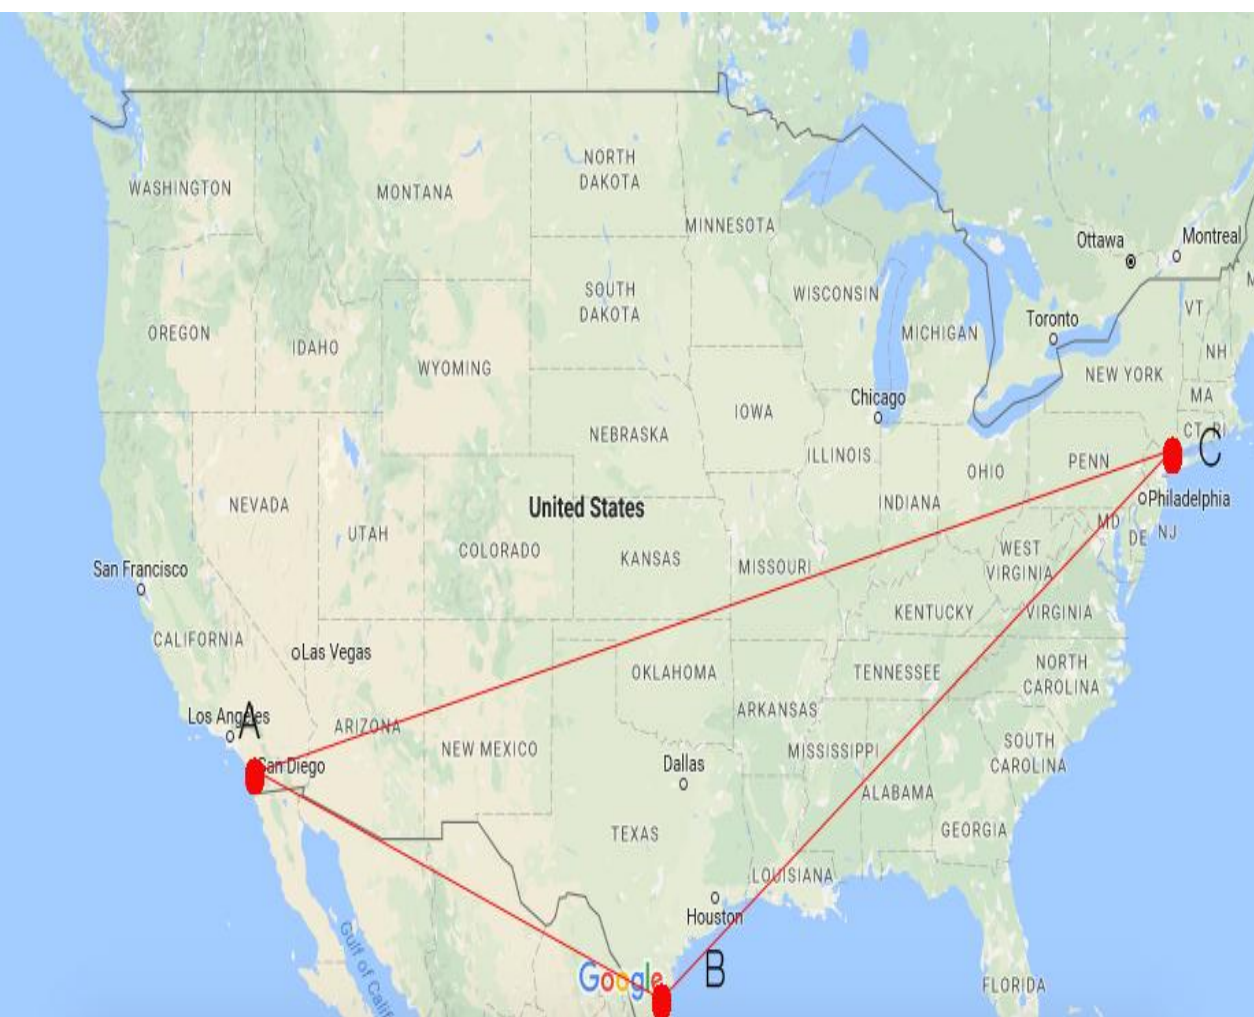 NORTH
DAKOTA
WASHINGTON
MONTANA
MINNESOTA
Ottawa
Montreal
SOUTH
DAKOTA
WISCONSIN
VT
OREGON
IDAHO
MICHIGAN
Toronto
NH
WYOMING
NEW YORK
MA
Chicago
IOWA
CT
RI
NEBRASKA
ILLINOIS
OHIO
PENN
C
NEVADA
United States
INDIANA
Philadelphia
UTAH
COLORADO
KANSAS
MISSOURI
WEST
VIRGINIA
MD
DE
NJ
San Francisco
KENTUCKY
VIRGINIA
CALIFORNIA
Las Vegas
OKLAHOMA
TENNESSEE
NORTH
CAROLINA
Los Angeles
A
ARIZONA
NEW MEXICO
ARKANSAS
MISSISSIPPI
SOUTH
CAROLINA
San Diego
Dallas
ALABAMA
TEXAS
GEORGIA
LOUISIANA
Houston
Gulf of Calif
Google
B
FLORIDA